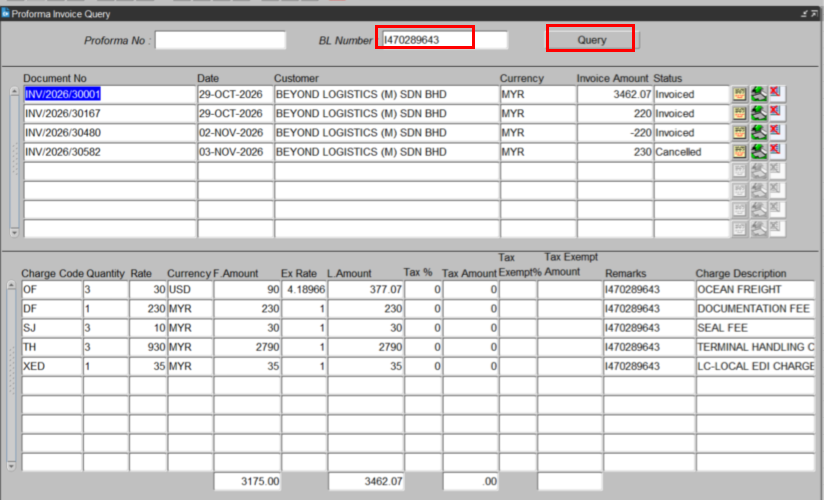 Proforma Invoice Query
Proforma No : BL Number I470289643 Query
Document No Date Customer Currency Invoice Amount Status
INV/2026/30001 29-OCT-2026 BEYOND LOGISTICS (M) SDN BHD MYR 3462.07 Invoiced
INV/2026/30167 29-OCT-2026 BEYOND LOGISTICS (M) SDN BHD MYR 220 Invoiced
INV/2026/30480 02-NOV-2026 BEYOND LOGISTICS (M) SDN BHD MYR -220 Invoiced
INV/2026/30582 03-NOV-2026 BEYOND LOGISTICS (M) SDN BHD MYR 230 Cancelled
Tax Tax Exempt
Charge Code Quantity Rate Currency F.Amount Ex Rate L.Amount Tax % Tax Amount Exempt% Amount Remarks Charge Description
OF 3 30 USD 90 4.18966 377.07 0 0 I470289643 OCEAN FREIGHT
DF 1 230 MYR 230 1 230 0 0 I470289643 DOCUMENTATION FEE
SJ 3 10 MYR 30 1 30 0 0 I470289643 SEAL FEE
TH 3 930 MYR 2790 1 2790 0 0 I470289643 TERMINAL HANDLING C
XED 1 35 MYR 35 1 35 0 0 I470289643 LC-LOCAL EDI CHARGE
3175.00 3462.07 .00